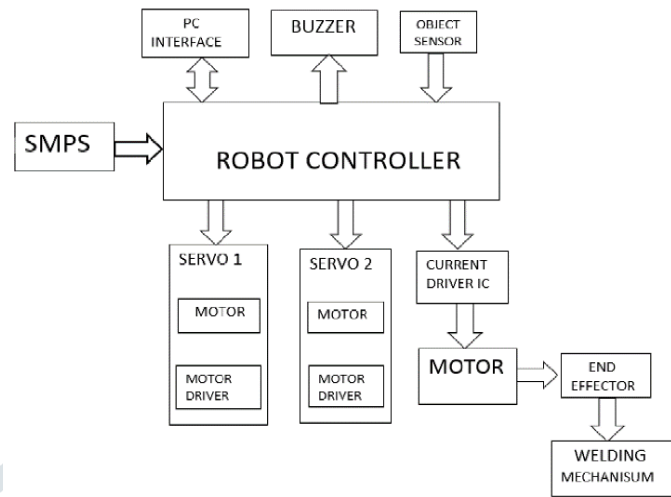 PC
INTERFACE
BUZZER
OBJECT
SENSOR
SMPS
ROBOT CONTROLLER
SERVO 1
MOTOR
MOTOR
DRIVER
SERVO 2
MOTOR
MOTOR
DRIVER
CURRENT
DRIVER IC
MOTOR
END
EFFECTOR
WELDING
MECHANISUM